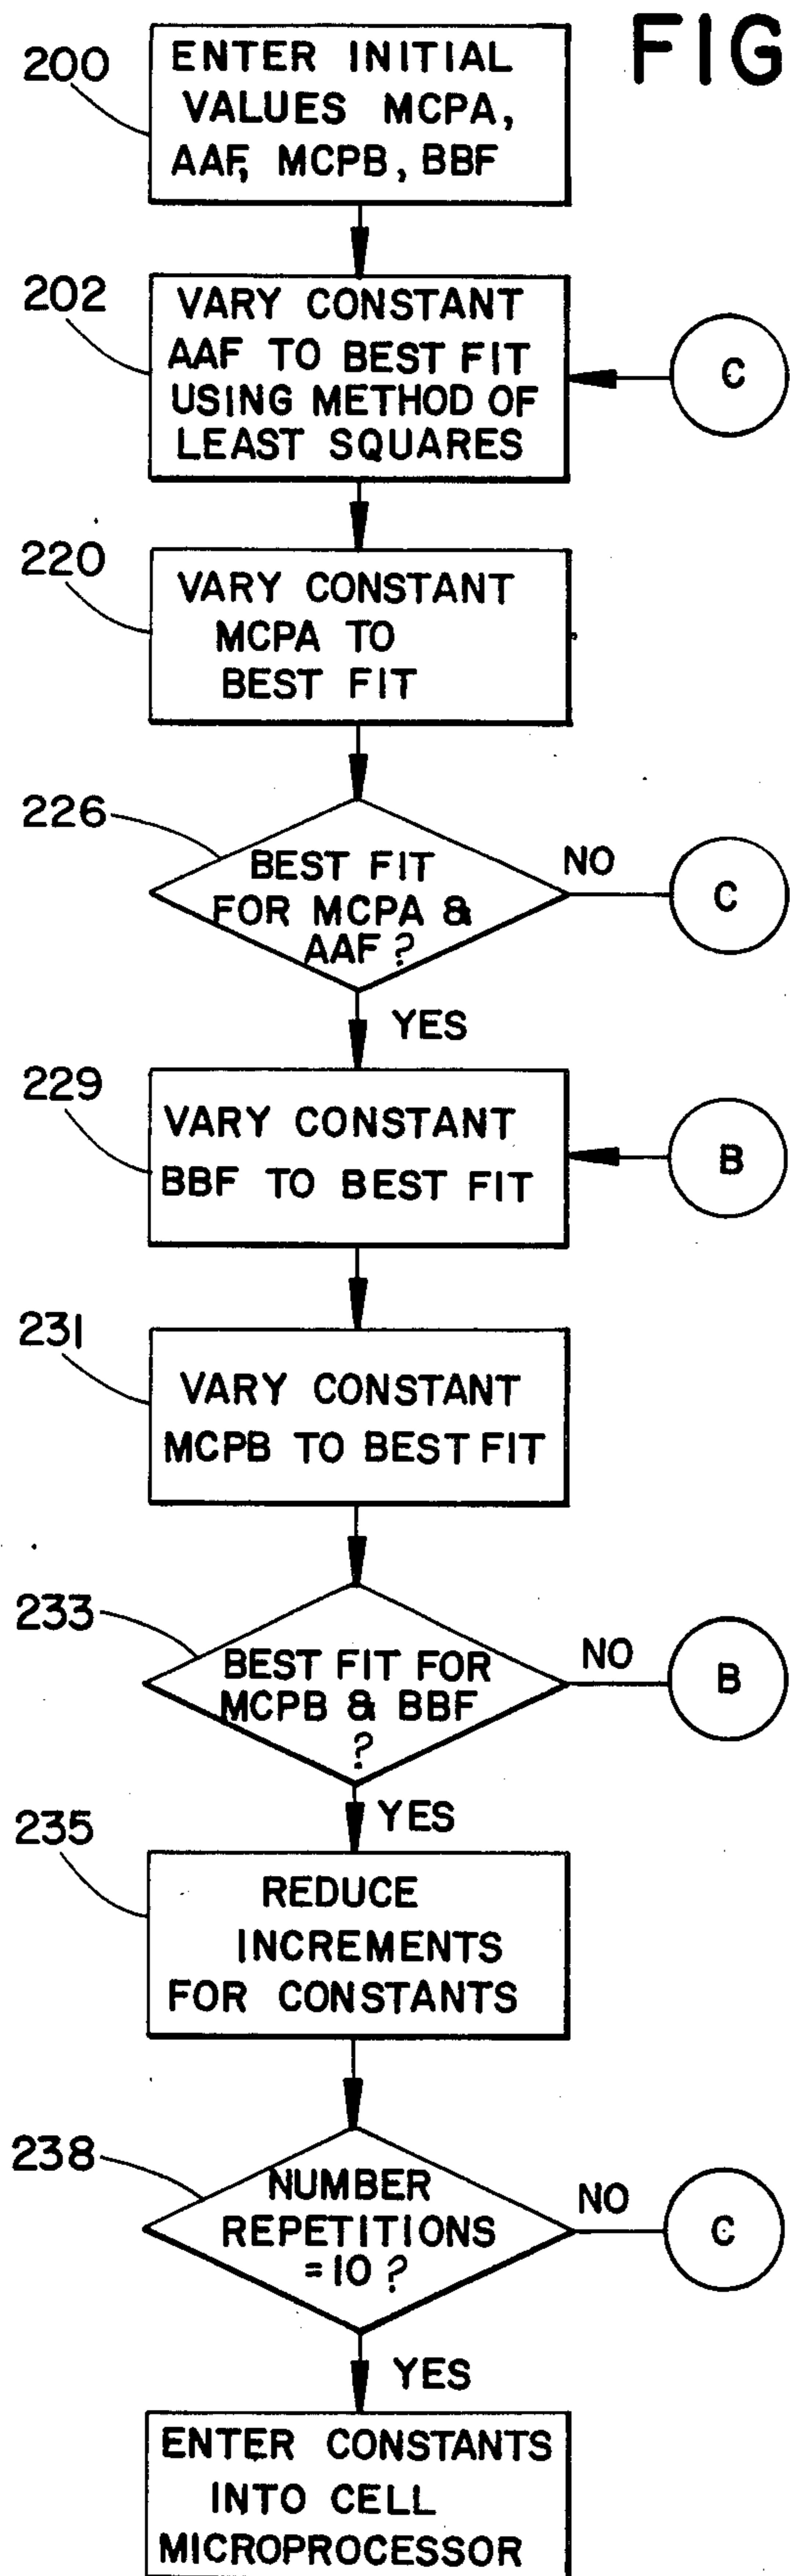 FIG
200
ENTER INITIAL
VALUES MCPA,
AAF, MCPB, BBF
202
VARY CONSTANT
AAF TO BEST FIT
USING METHOD OF
LEAST SQUARES
C
220
VARY CONSTANT
MCPA TO
BEST FIT
226
BEST FIT
FOR MCPA &
AAF?
NO
C
YES
229
VARY CONSTANT
BBF TO BEST FIT
B
231
VARY CONSTANT
MCPB TO BEST FIT
233
BEST FIT FOR
MCPB & BBF
?
NO
B
YES
235
REDUCE
INCREMENTS
FOR CONSTANTS
238
NUMBER
REPETITIONS
=10?
NO
C
YES
ENTER CONSTANTS
INTO CELL
MICROPROCESSOR